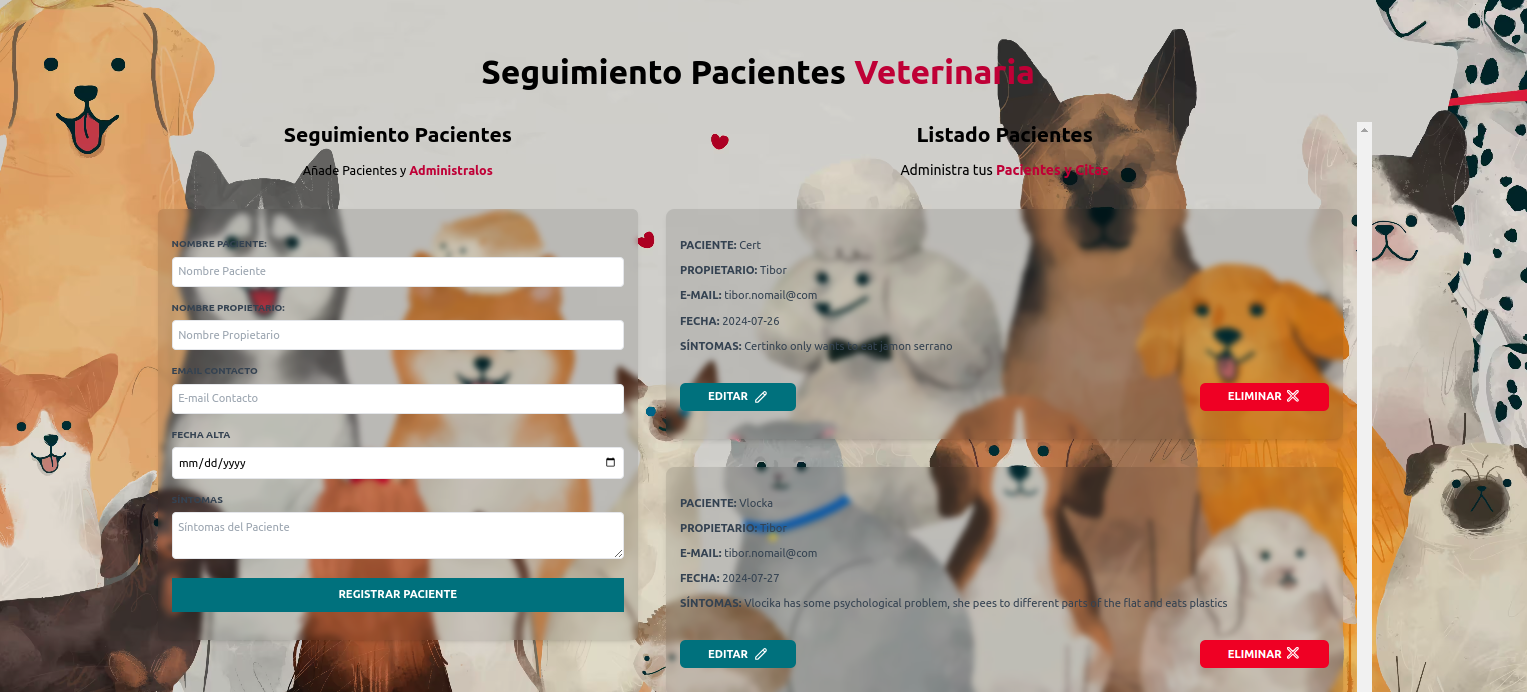 Seguimiento Pacientes Veterinaria
Seguimiento Pacientes
Añade Pacientes y Administralos
NOMBRE PACIENTE:
Nombre Paciente
NOMBRE PROPIETARIO:
Nombre Propietario
EMAIL CONTACTO
E-mail Contacto
FECHA ALTA
mm/dd/yyyy
SÍNTOMAS
Síntomas del Paciente
REGISTRAR PACIENTE
Listado Pacientes
Administra tus Pacientes y Citas
PACIENTE: Cert
PROPIETARIO: Tibor
E-MAIL: tibor.nomail@com
FECHA: 2024-07-26
SÍNTOMAS: Certinko only wants to eat jamon serrano
EDITAR
ELIMINAR
PACIENTE: Vlocka
PROPIETARIO: Tibor
E-MAIL: tibor.nomail@com
FECHA: 2024-07-27
SÍNTOMAS: Vlocika has some psychological problem, she pees to different parts of the flat and eats plastics
EDITAR
ELIMINAR